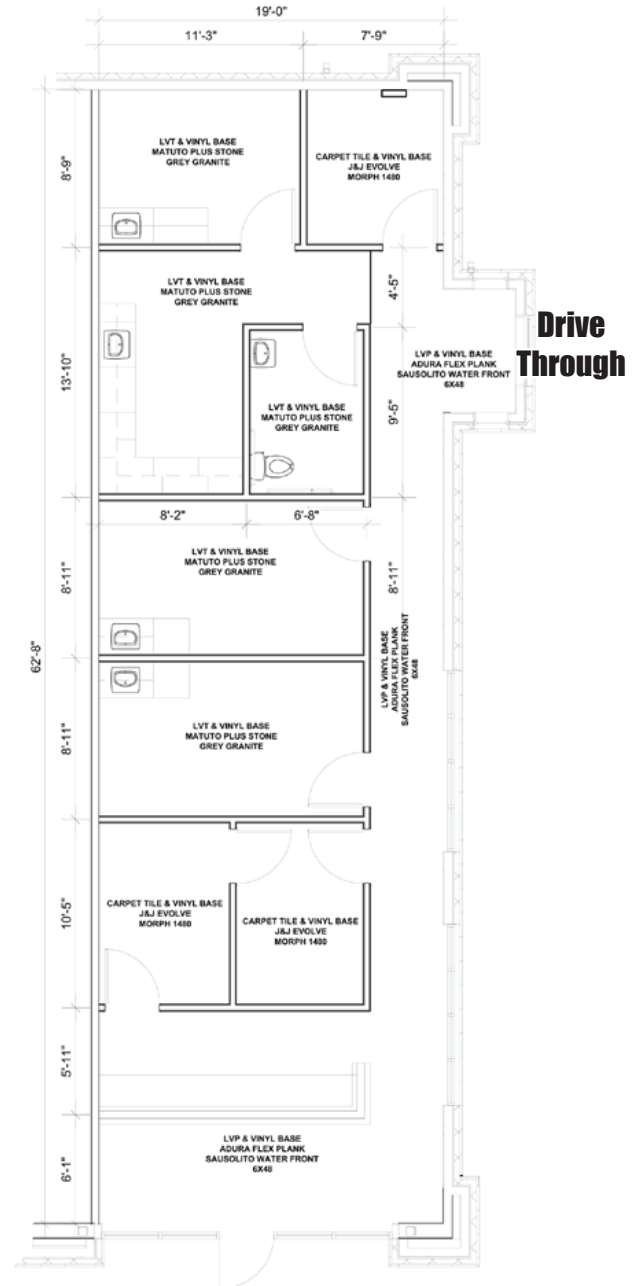 19'-0"
11'-3"
7'-9"
8'-9"
LVT & VINYL BASE
MATUTO PLUS STONE
GREY GRANITE
CARPET TILE & VINYL BASE
J&J EVOLVE
MORPH 1480
13'-10"
LVT & VINYL BASE
MATUTO PLUS STONE
GREY GRANITE
4'-5"
LVP & VINYL BASE
ADURA FLEX PLANK
SAUSOLITO WATER FRONT
6X48
Drive
Through
LVT & VINYL BASE
MATUTO PLUS STONE
GREY GRANITE
9'-5"
8'-2"
6'-8"
8'-11"
LVT & VINYL BASE
MATUTO PLUS STONE
GREY GRANITE
8'-11"
LVP & VINYL BASE
ADURA FLEX PLANK
SAUSOLITO WATER FRONT
6X48
62'-8"
8'-11"
LVT & VINYL BASE
MATUTO PLUS STONE
GREY GRANITE
10'-5"
CARPET TILE & VINYL BASE
J&J EVOLVE
MORPH 1480
CARPET TILE & VINYL BASE
J&J EVOLVE
MORPH 1480
5'-11"
6'-1"
LVP & VINYL BASE
ADURA FLEX PLANK
SAUSOLITO WATER FRONT
6X48